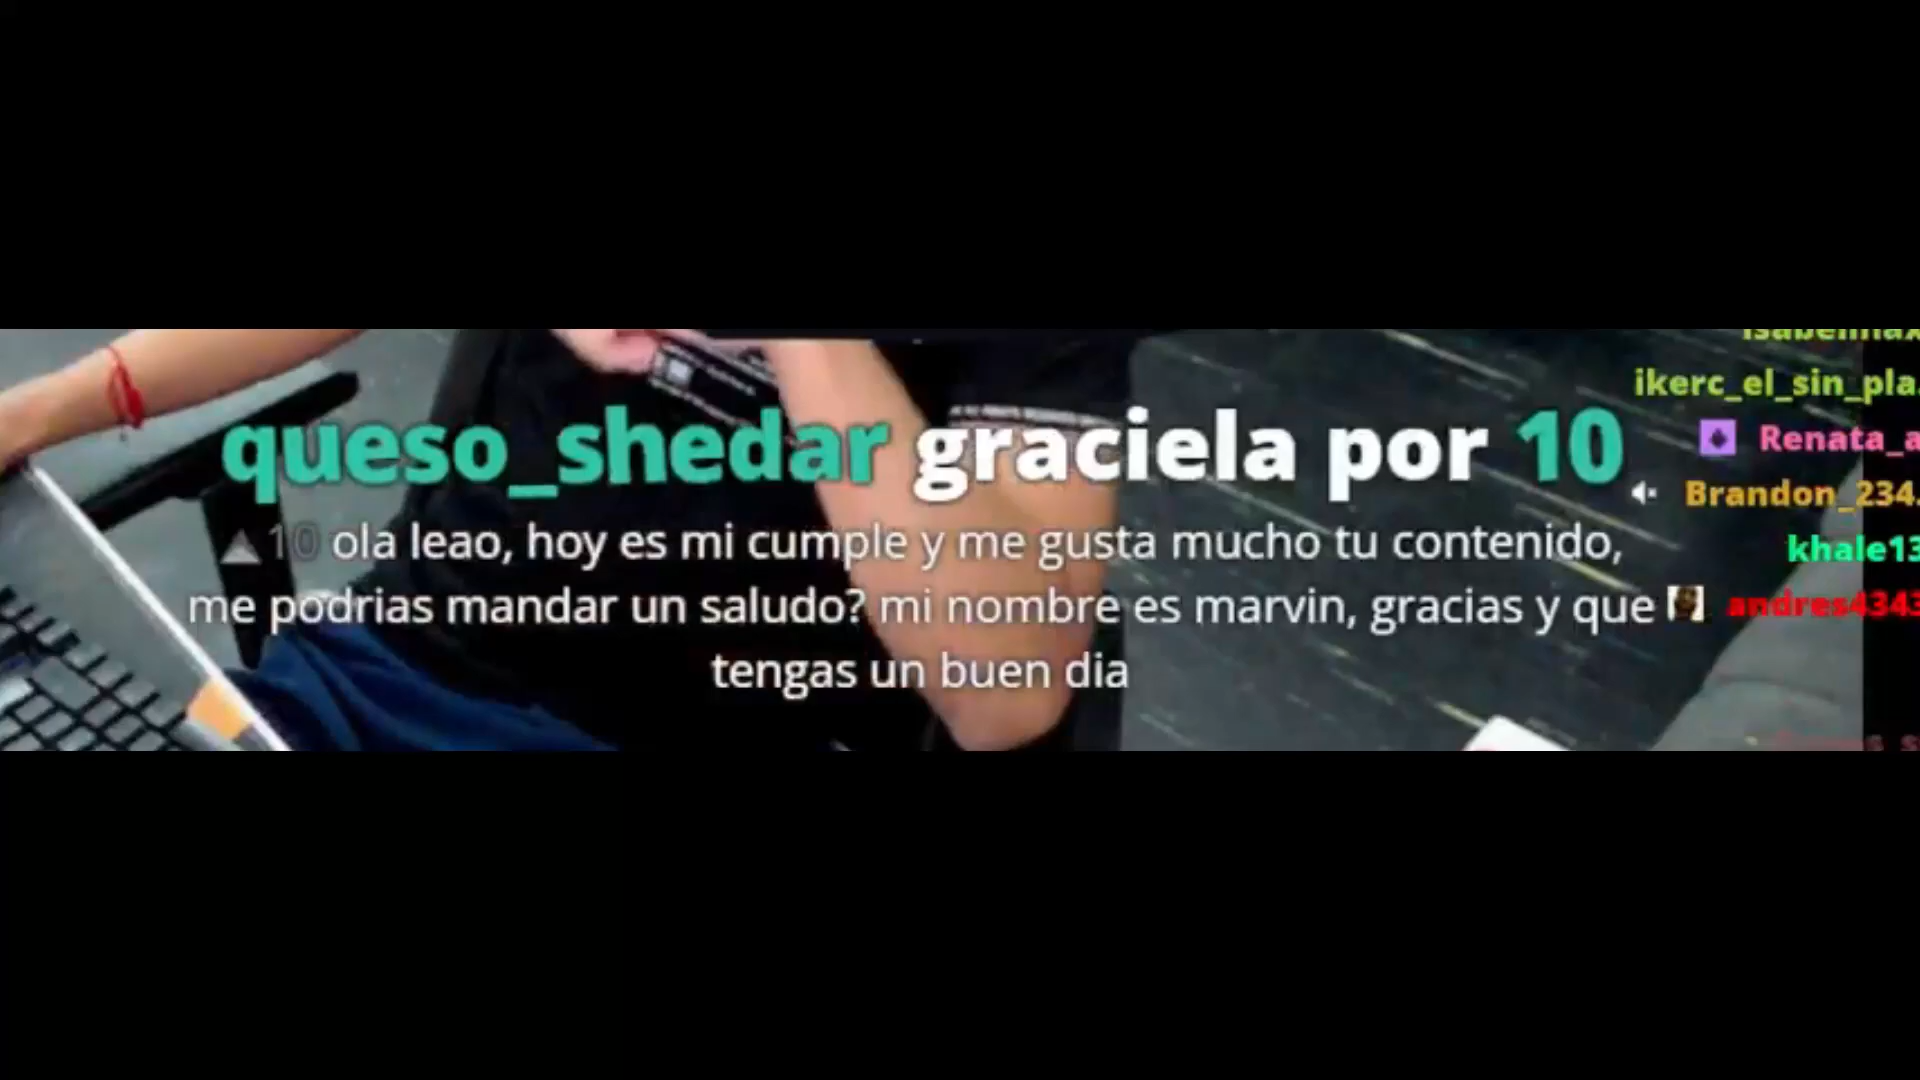 queso_shedar graciela por 10
10 ola leao, hoy es mi cumple y me gusta mucho tu contenido,
me podrias mandar un saludo? mi nombre es marvin, gracias y que
tengas un buen dia
ikerc_el_sin_pla.
Renata_a
Brandon_234.
khale13
andres4343